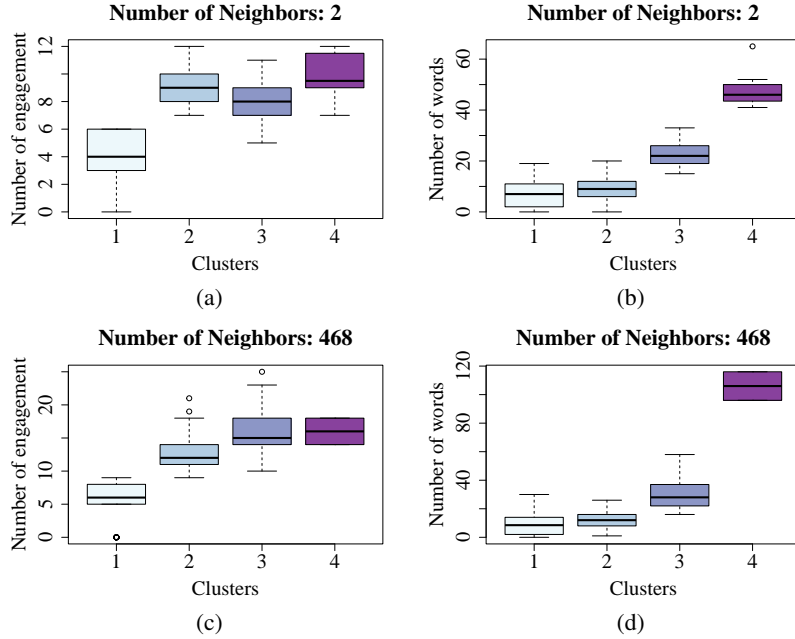 Number of Neighbors: 2
Number of engagement
0 2 4 6 8 10 12
1 2 3 4
Clusters
(a)
Number of Neighbors: 2
Number of words
0 20 40 60
1 2 3 4
Clusters
(b)
Number of Neighbors: 468
Number of engagement
0 5 10 20
1 2 3 4
Clusters
(c)
Number of Neighbors: 468
Number of words
0 40 80 120
1 2 3 4
Clusters
(d)